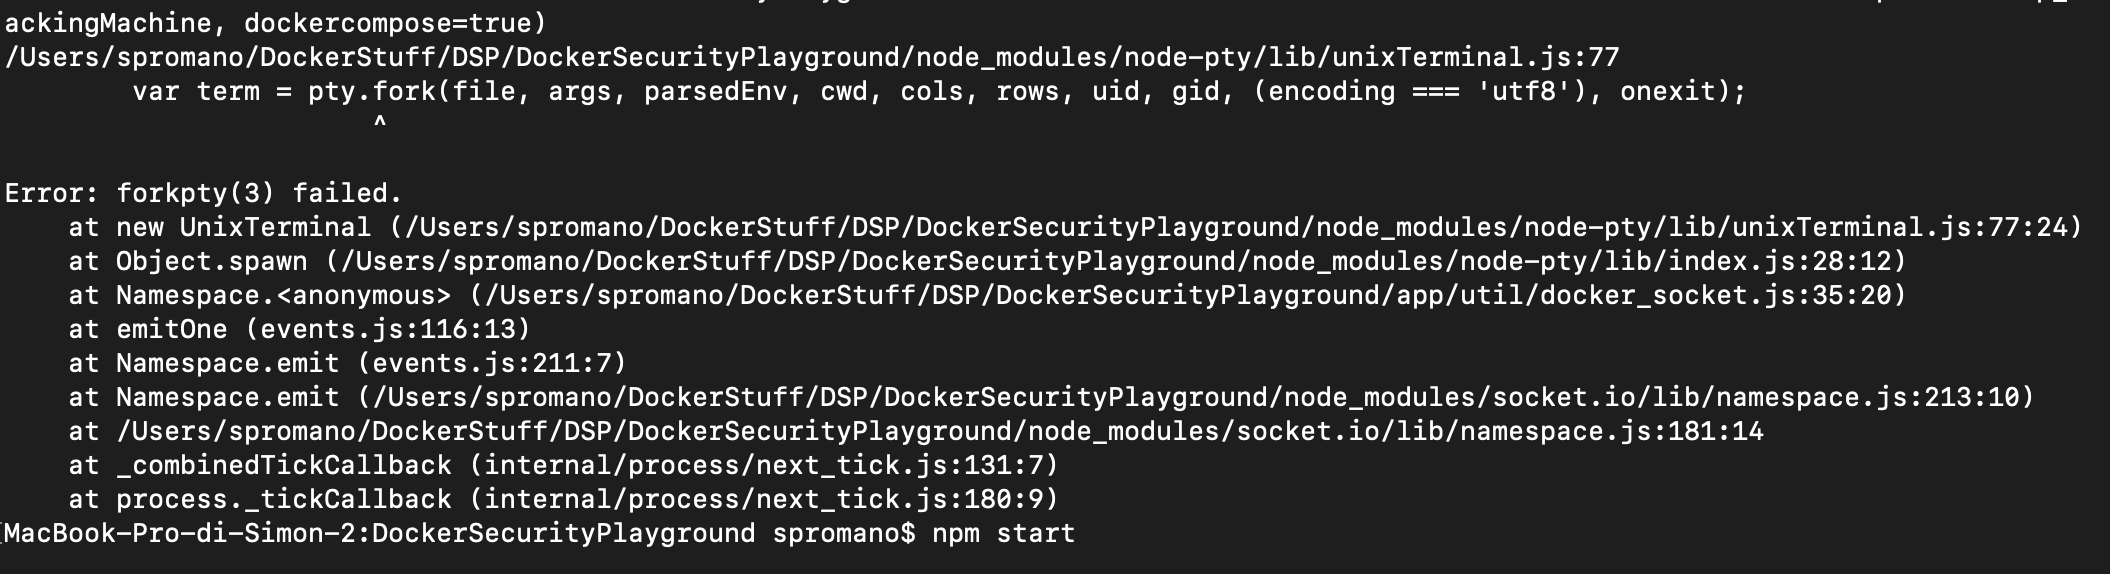 ackingMachine, dockercompose=true)
/Users/spromano/DockerStuff/DSP/DockerSecurityPlayground/node_modules/node-pty/lib/unixTerminal.js:77
        var term = pty.fork(file, args, parsedEnv, cwd, cols, rows, uid, gid, (encoding === 'utf8'), onexit);
                       ^
Error: forkpty(3) failed.
    at new UnixTerminal (/Users/spromano/DockerStuff/DSP/DockerSecurityPlayground/node_modules/node-pty/lib/unixTerminal.js:77:24)
    at Object.spawn (/Users/spromano/DockerStuff/DSP/DockerSecurityPlayground/node_modules/node-pty/lib/index.js:28:12)
    at Namespace.<anonymous> (/Users/spromano/DockerStuff/DSP/DockerSecurityPlayground/app/util/docker_socket.js:35:20)
    at emitOne (events.js:116:13)
    at Namespace.emit (events.js:211:7)
    at Namespace.emit (/Users/spromano/DockerStuff/DSP/DockerSecurityPlayground/node_modules/socket.io/lib/namespace.js:213:10)
    at /Users/spromano/DockerStuff/DSP/DockerSecurityPlayground/node_modules/socket.io/lib/namespace.js:181:14
    at _combinedTickCallback (internal/process/next_tick.js:131:7)
    at process._tickCallback (internal/process/next_tick.js:180:9)
MacBook-Pro-di-Simon-2:DockerSecurityPlayground spromano$ npm start